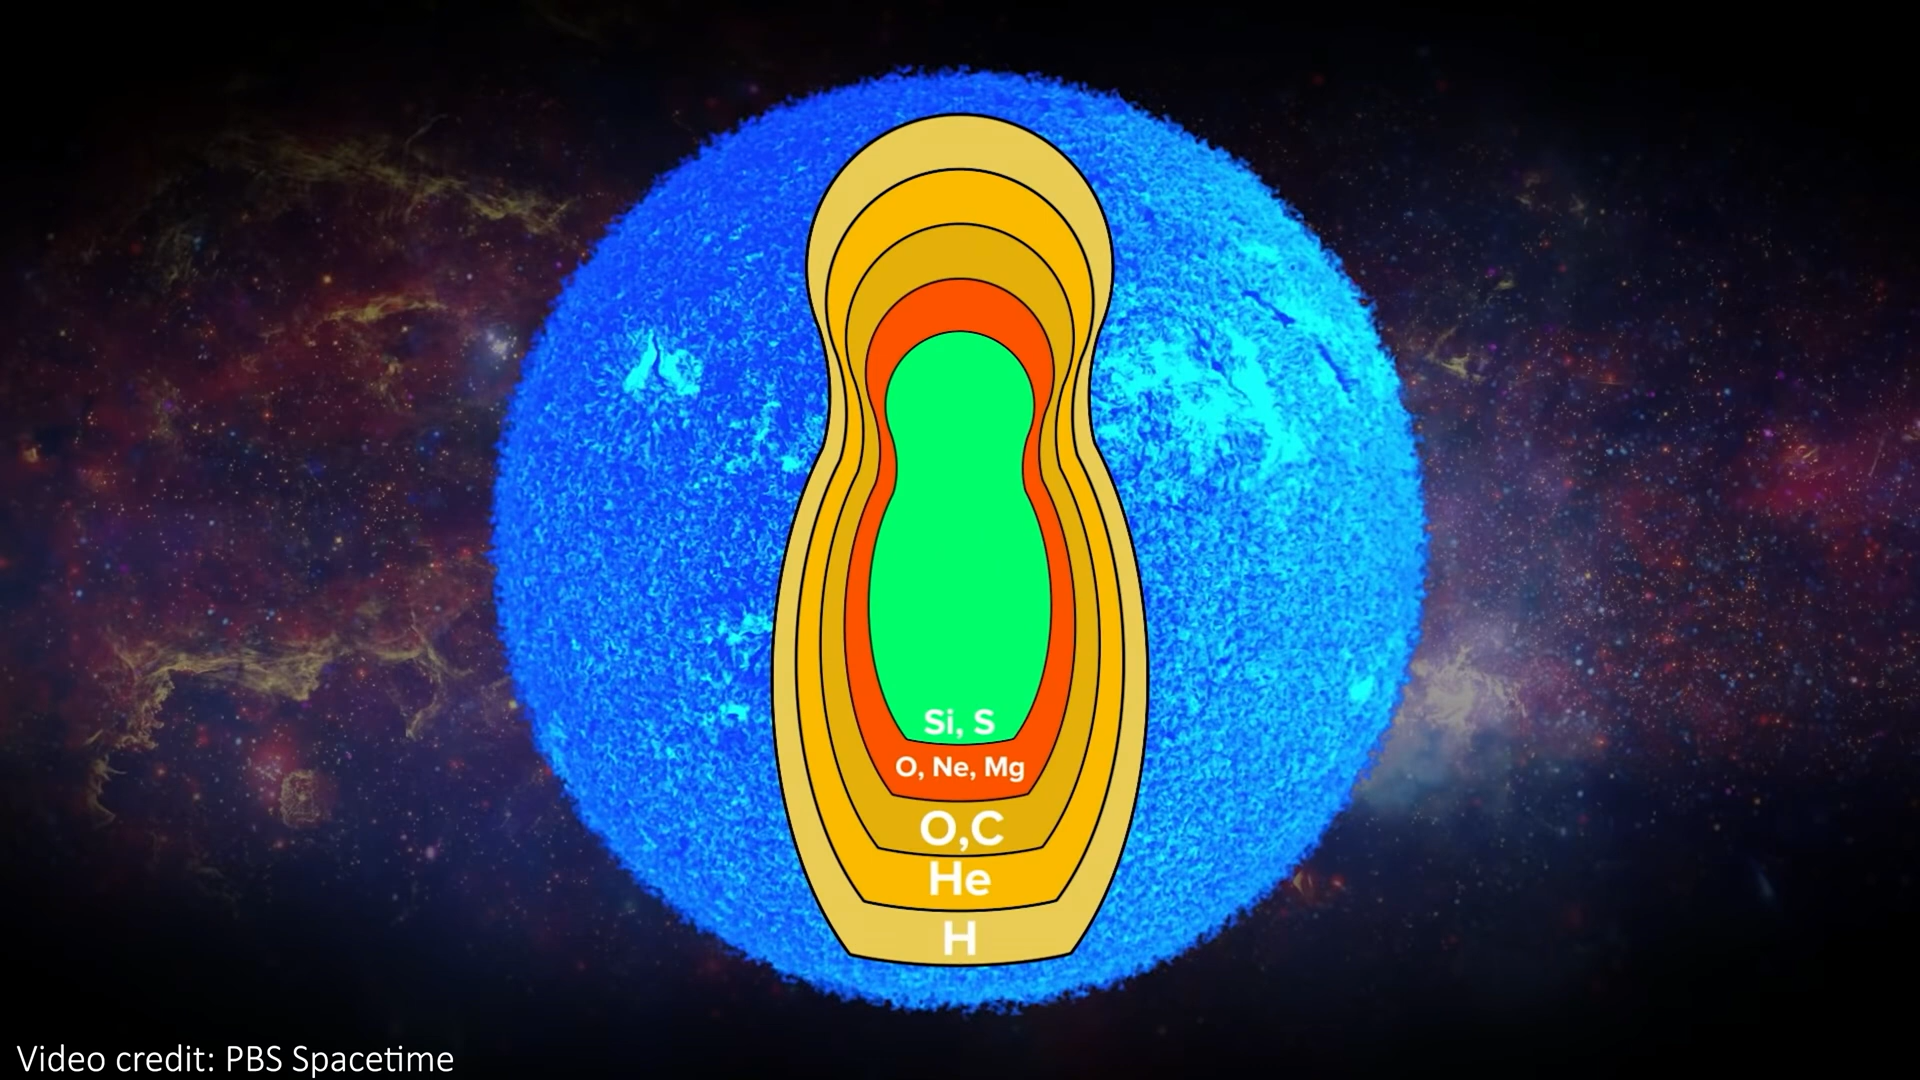 Si, S
O, Ne, Mg
O,C
He
H
Video credit: PBS Spacetime